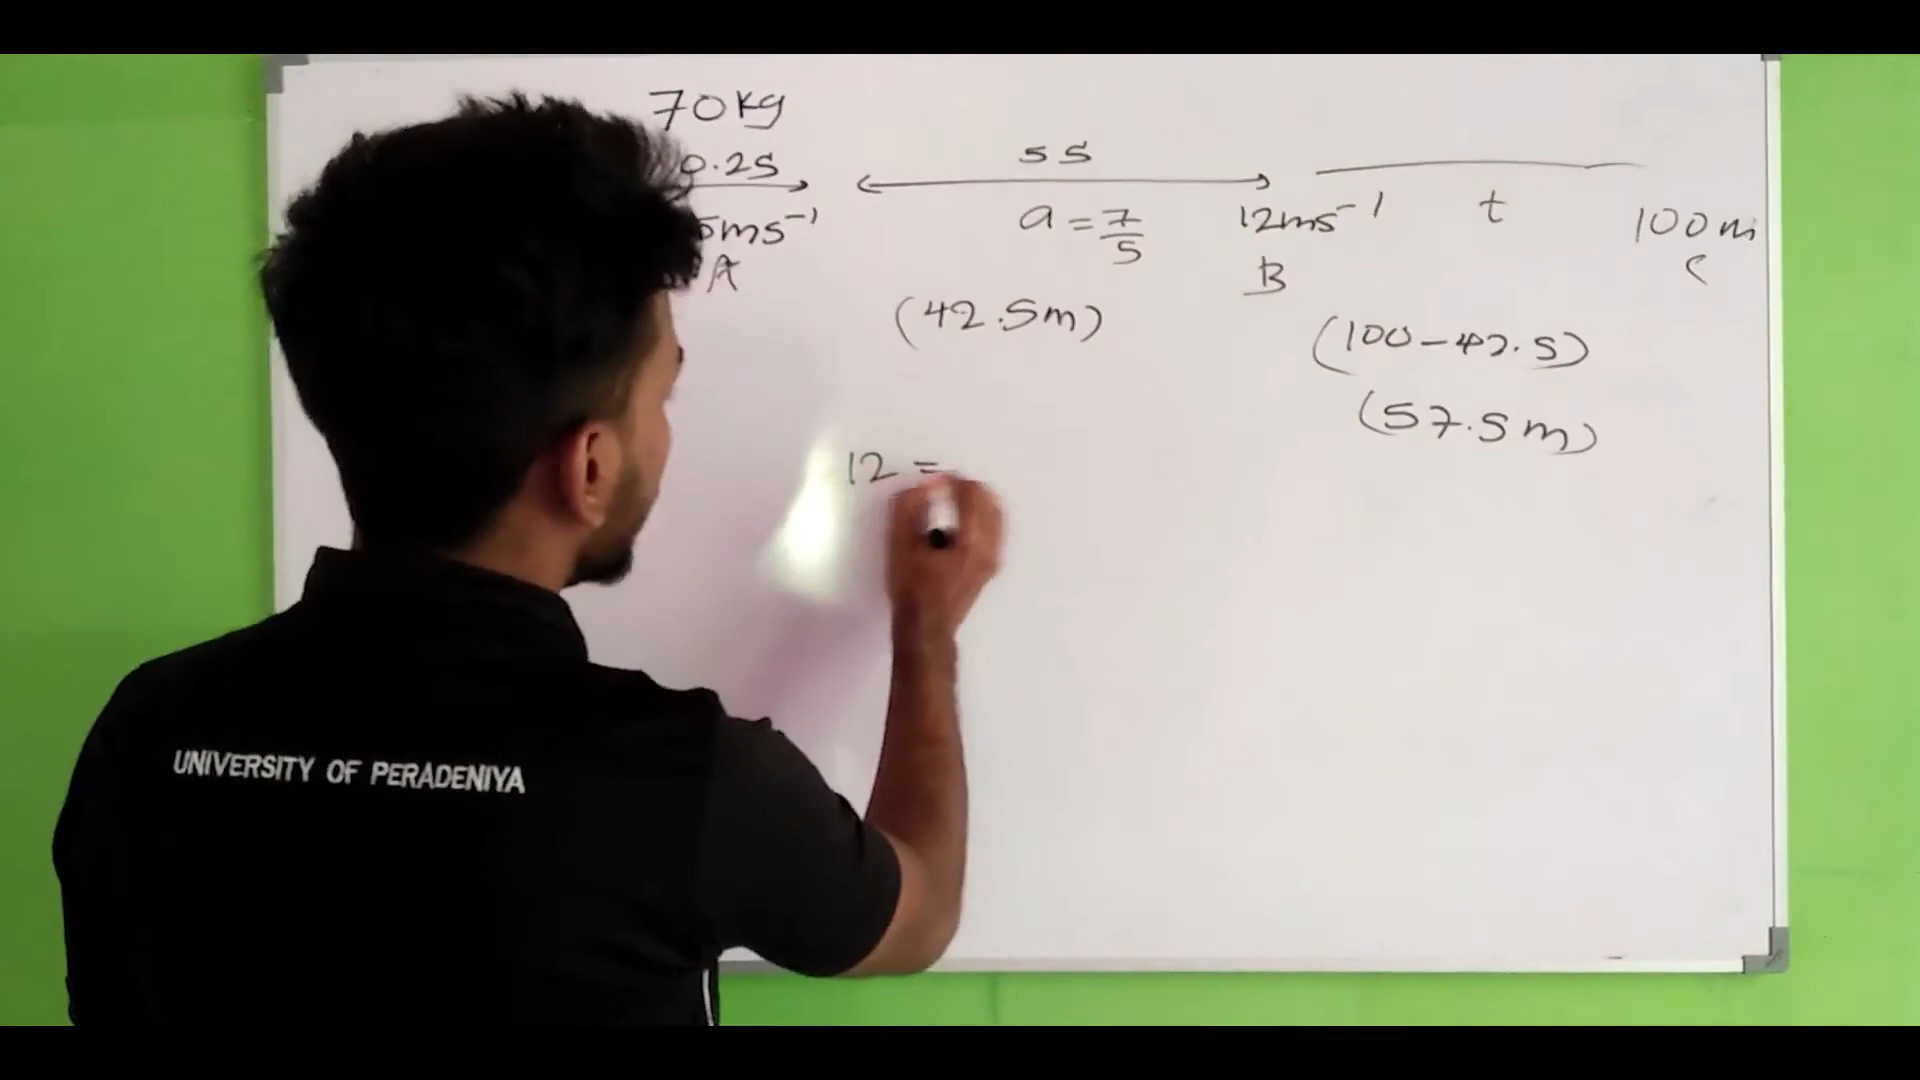 70kg
0.2s
5s
5ms⁻¹
a = 7/5
12ms⁻¹
t
100m
A
B
C
(42.5m)
(100-42.5)
(57.5m)
12 =
UNIVERSITY OF PERADENIYA